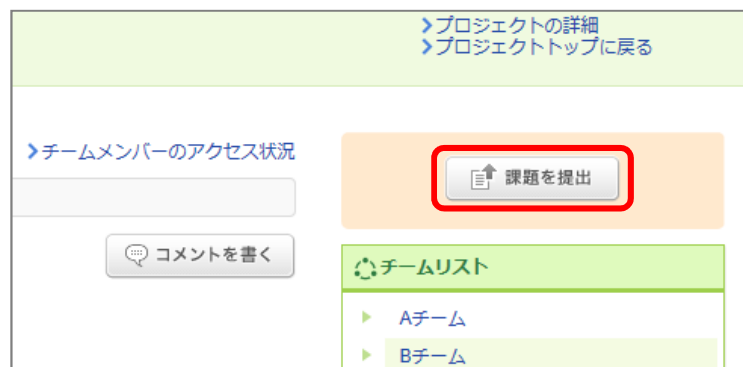 プロジェクトの詳細
プロジェクトトップに戻る
チームメンバーのアクセス状況
課題を提出
コメントを書く
チームリスト
Aチーム
Bチーム